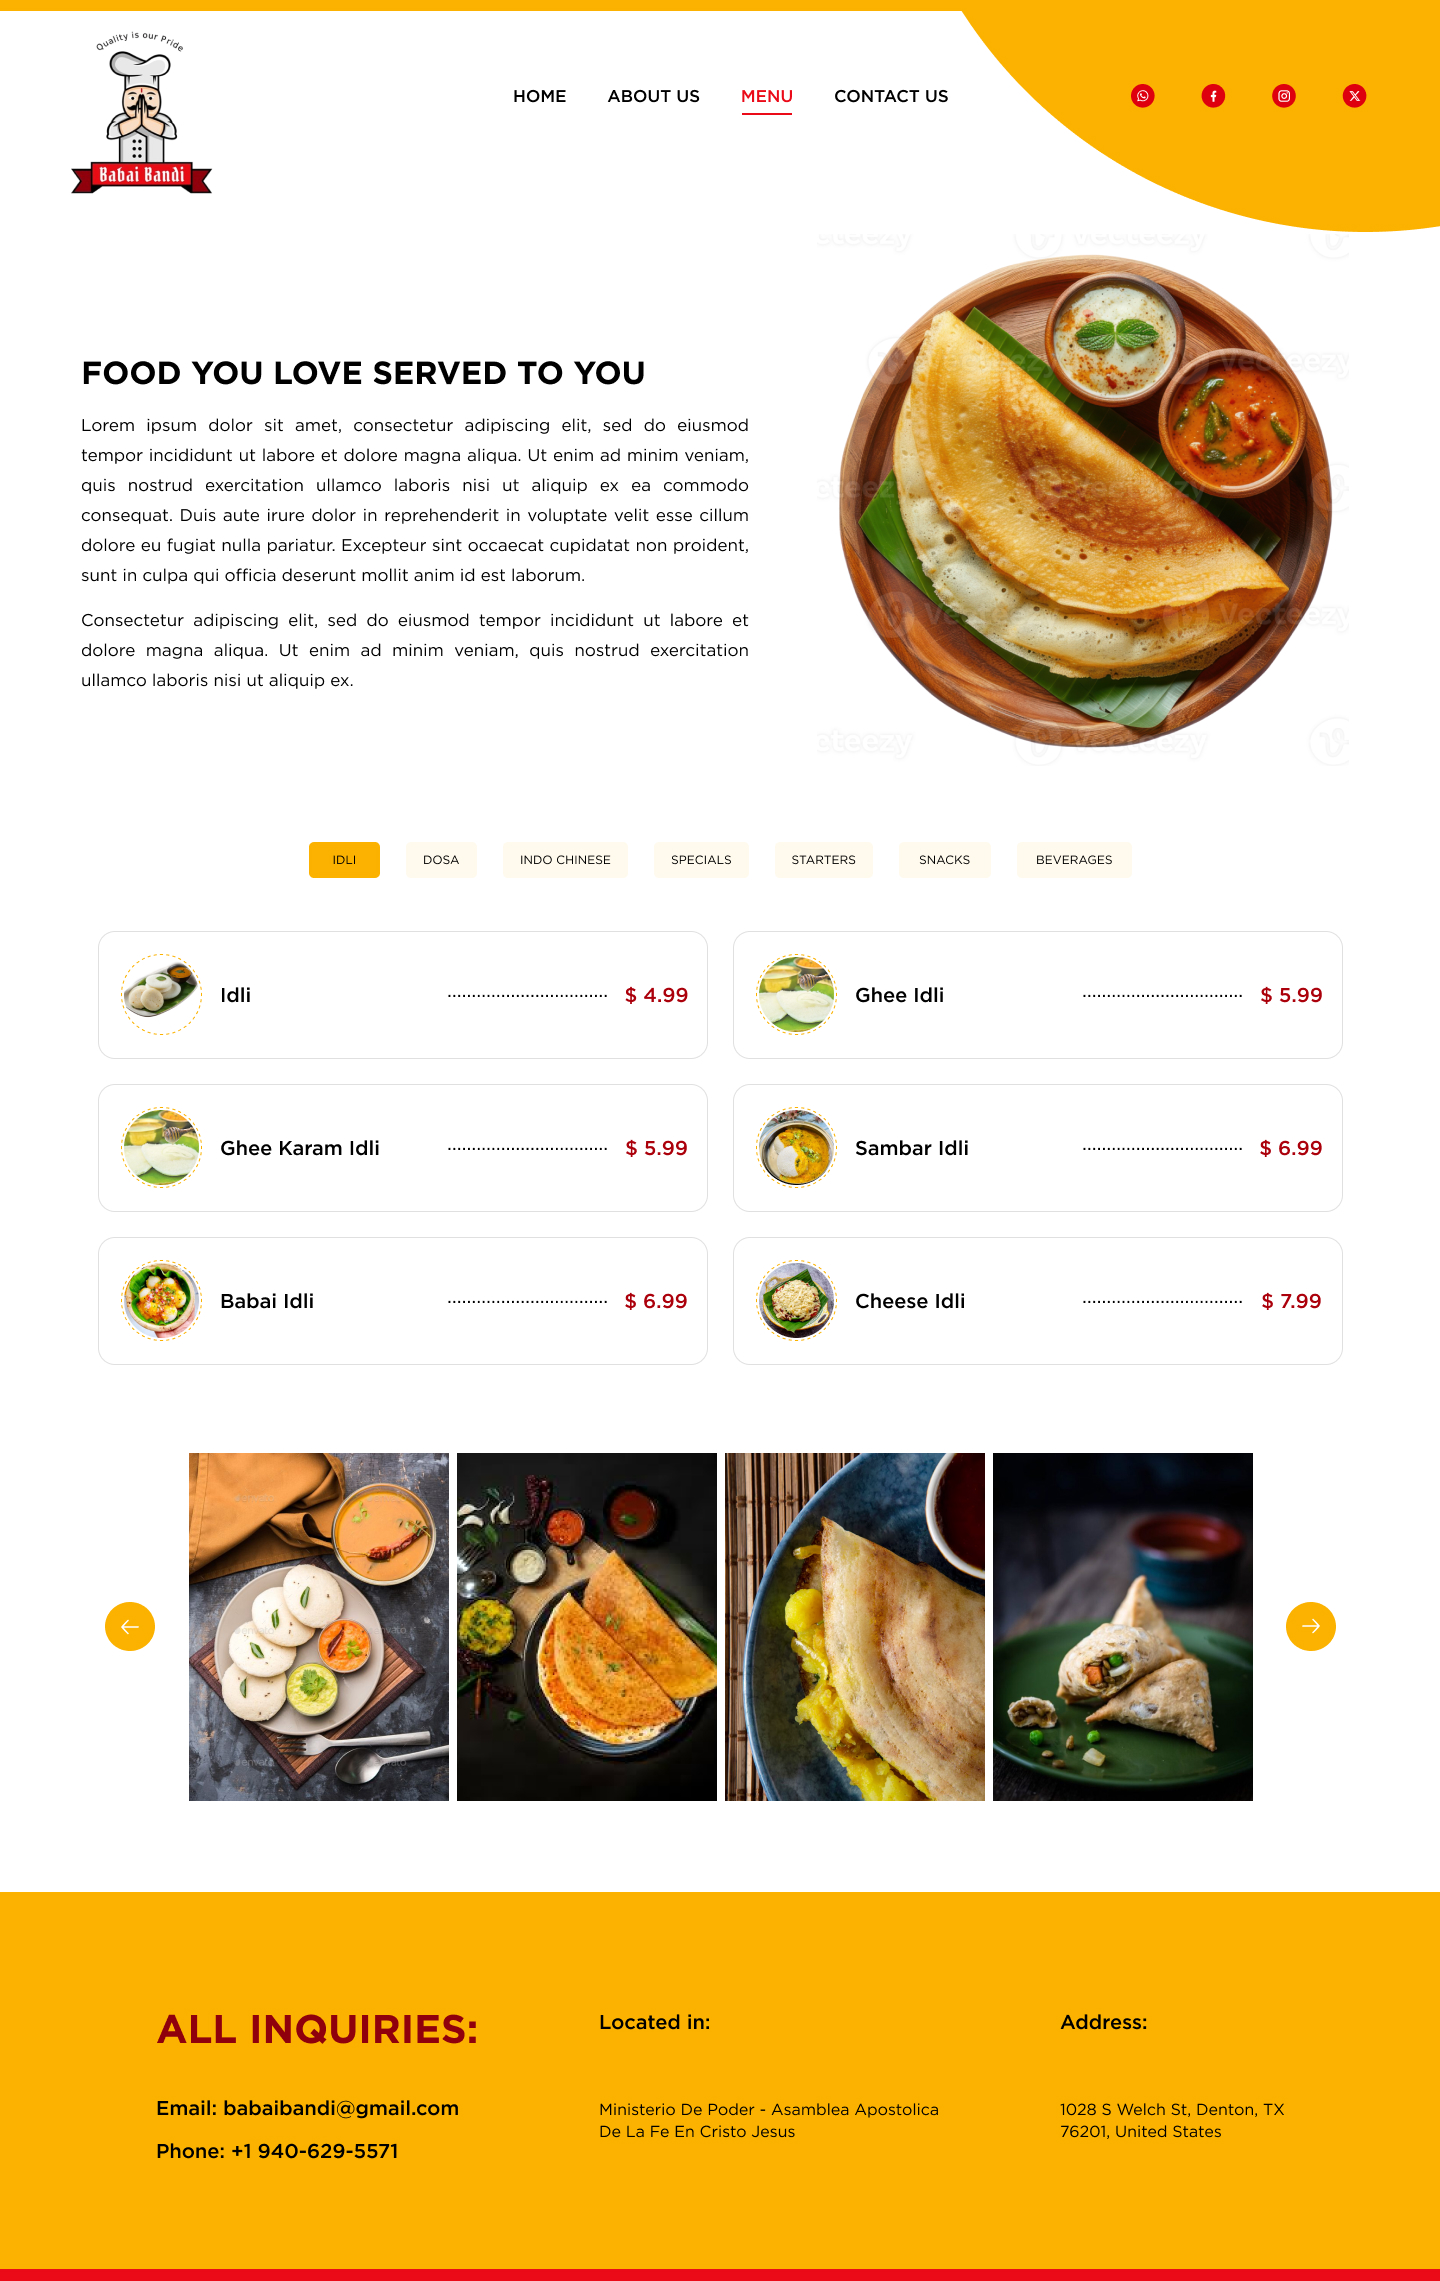 Quality is our Pride
Babai Bandi
HOME
ABOUT US
MENU
CONTACT US
vecteezy
vecteezy
FOOD YOU LOVE SERVED TO YOU
Lorem ipsum dolor sit amet, consectetur adipiscing elit, sed do eiusmod
tempor incididunt ut labore et dolore magna aliqua. Ut enim ad minim veniam,
quis nostrud exercitation ullamco laboris nisi ut aliquip ex ea commodo
consequat. Duis aute irure dolor in reprehenderit in voluptate velit esse cillum
dolore eu fugiat nulla pariatur. Excepteur sint occaecat cupidatat non proident,
sunt in culpa qui officia deserunt mollit anim id est laborum.
Consectetur adipiscing elit, sed do eiusmod tempor incididunt ut labore et
dolore magna aliqua. Ut enim ad minim veniam, quis nostrud exercitation
ullamco laboris nisi ut aliquip ex.
IDLI
DOSA
INDO CHINESE
SPECIALS
STARTERS
SNACKS
BEVERAGES
Idli $ 4.99
Ghee Idli $ 5.99
Ghee Karam Idli $ 5.99
Sambar Idli $ 6.99
Babai Idli $ 6.99
Cheese Idli $ 7.99
ALL INQUIRIES:
Email: babaibandi@gmail.com
Phone: +1 940-629-5571
Located in:
Ministerio De Poder - Asamblea Apostolica
De La Fe En Cristo Jesus
Address:
1028 S Welch St, Denton, TX
76201, United States